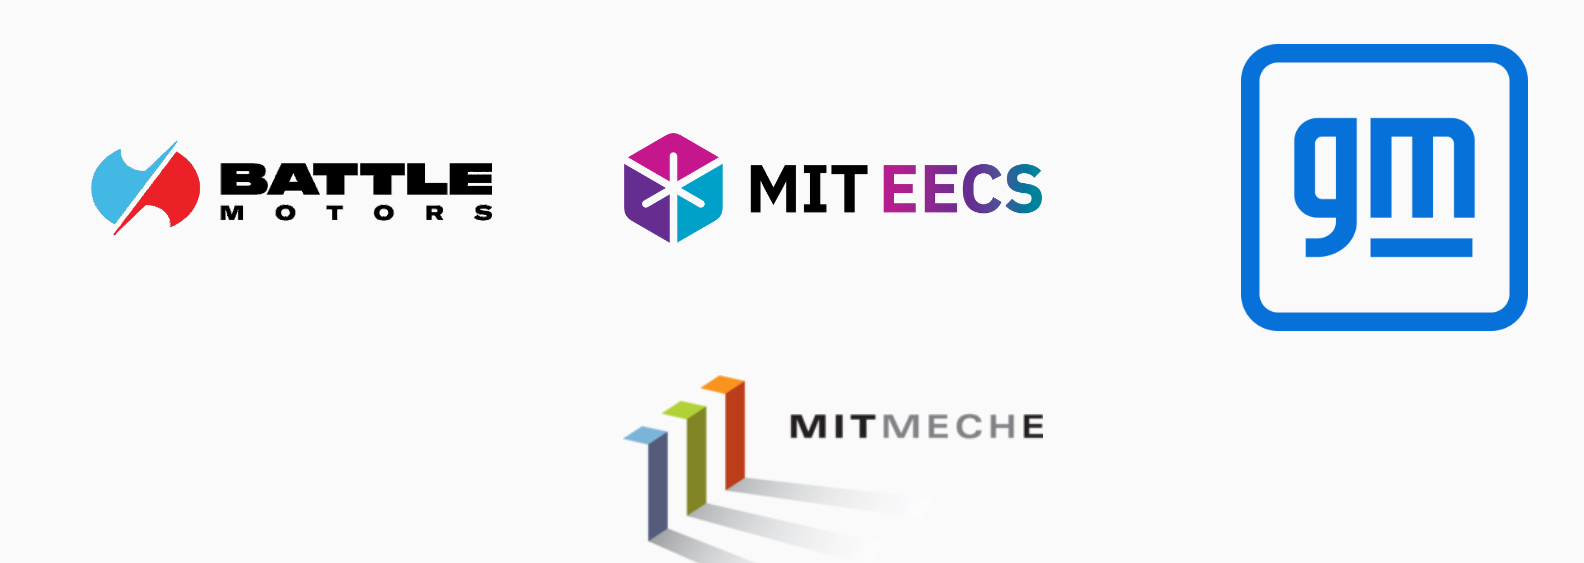 BATTLE
MOTORS
MIT EECS
gm
MITMECHE